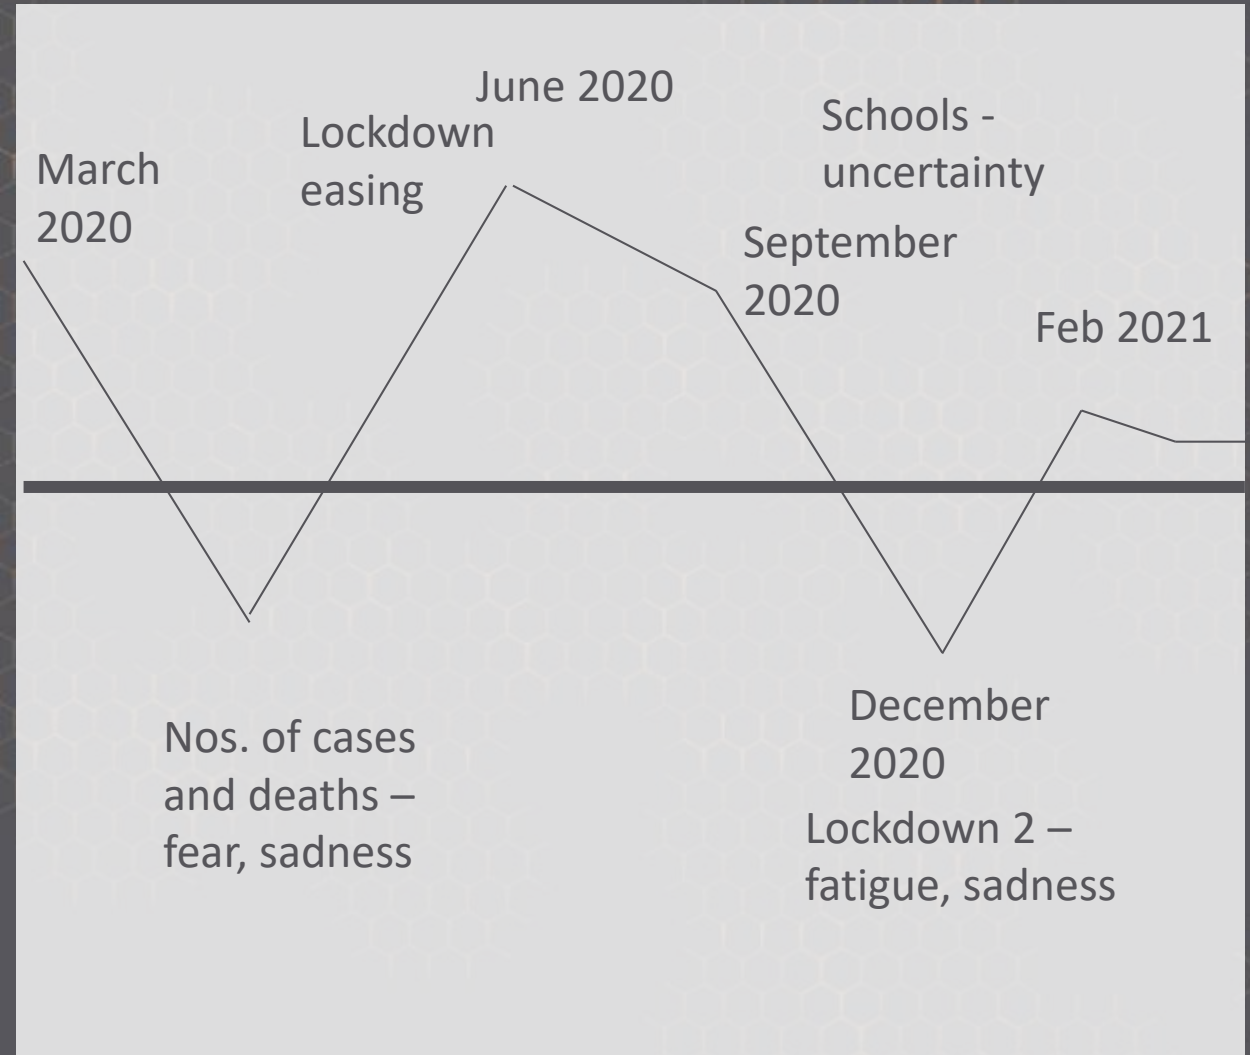 March
2020
Lockdown
easing
June 2020
Schools -
uncertainty
September
2020
Feb 2021
Nos. of cases
and deaths –
fear, sadness
December
2020
Lockdown 2 –
fatigue, sadness